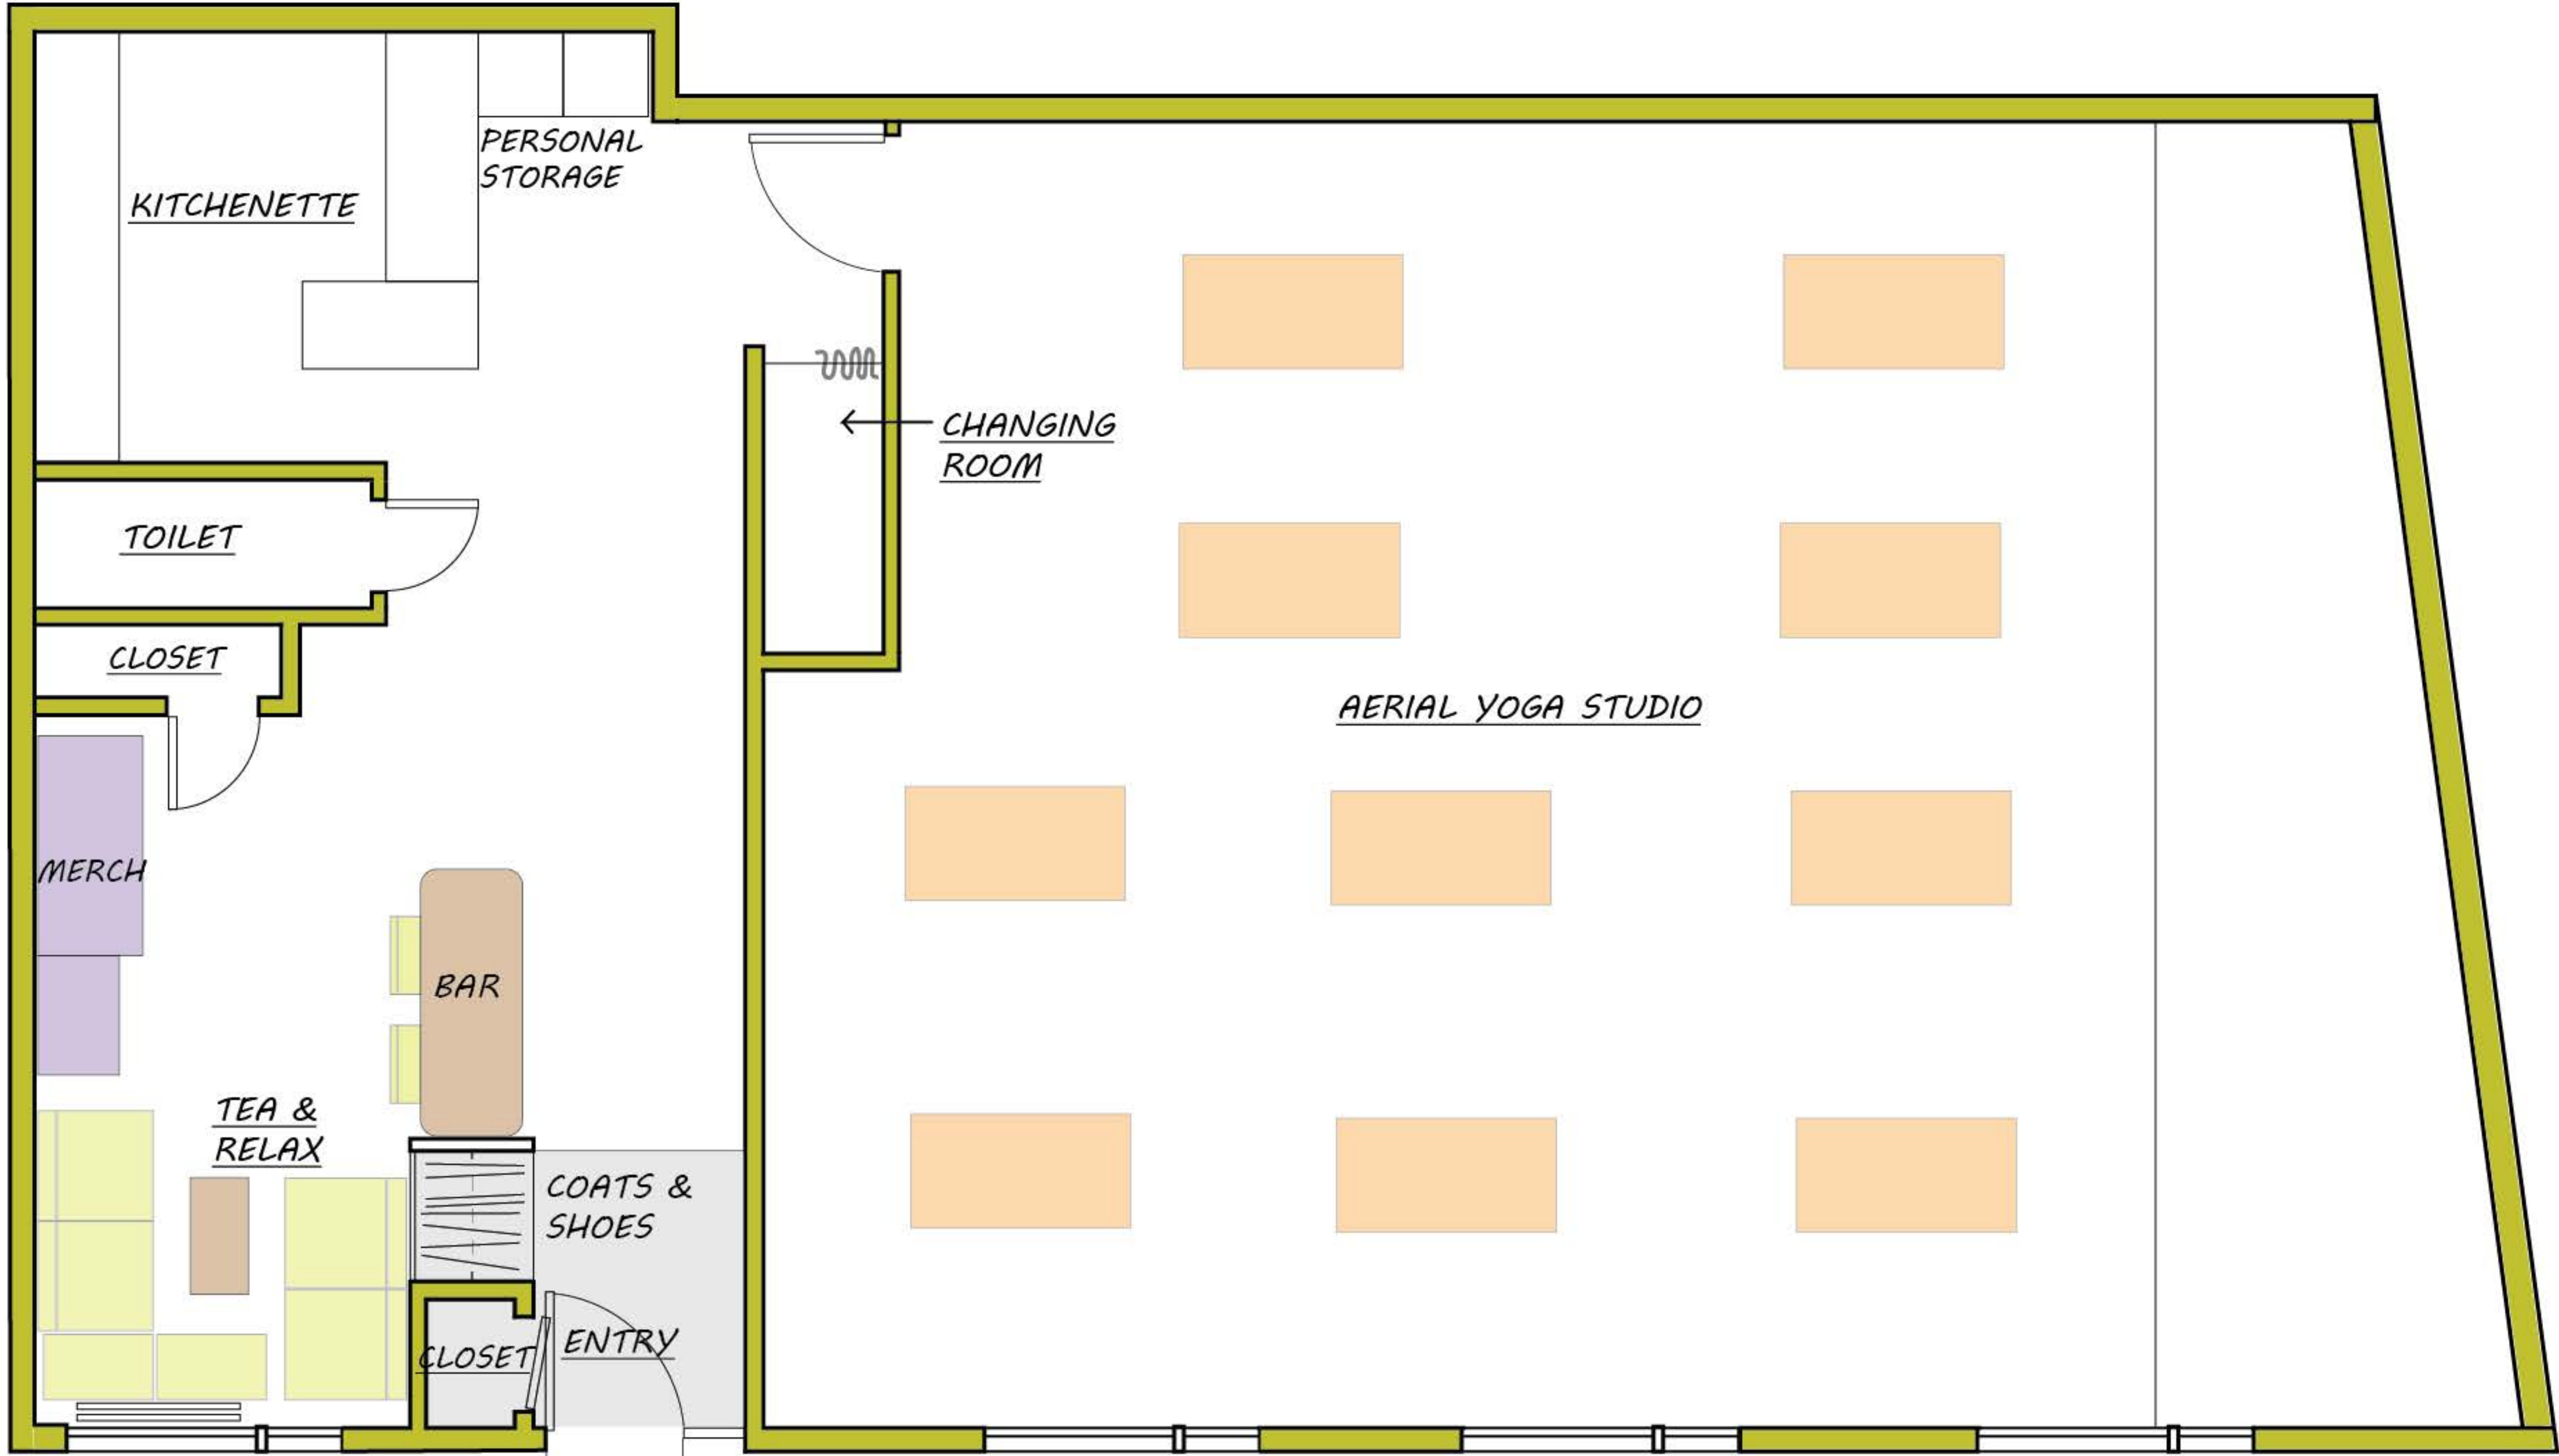 PERSONAL
STORAGE
KITCHENETTE
CHANGING
ROOM
TOILET
CLOSET
AERIAL YOGA STUDIO
MERCH
BAR
TEA &
RELAX
COATS &
SHOES
ENTRY
CLOSET